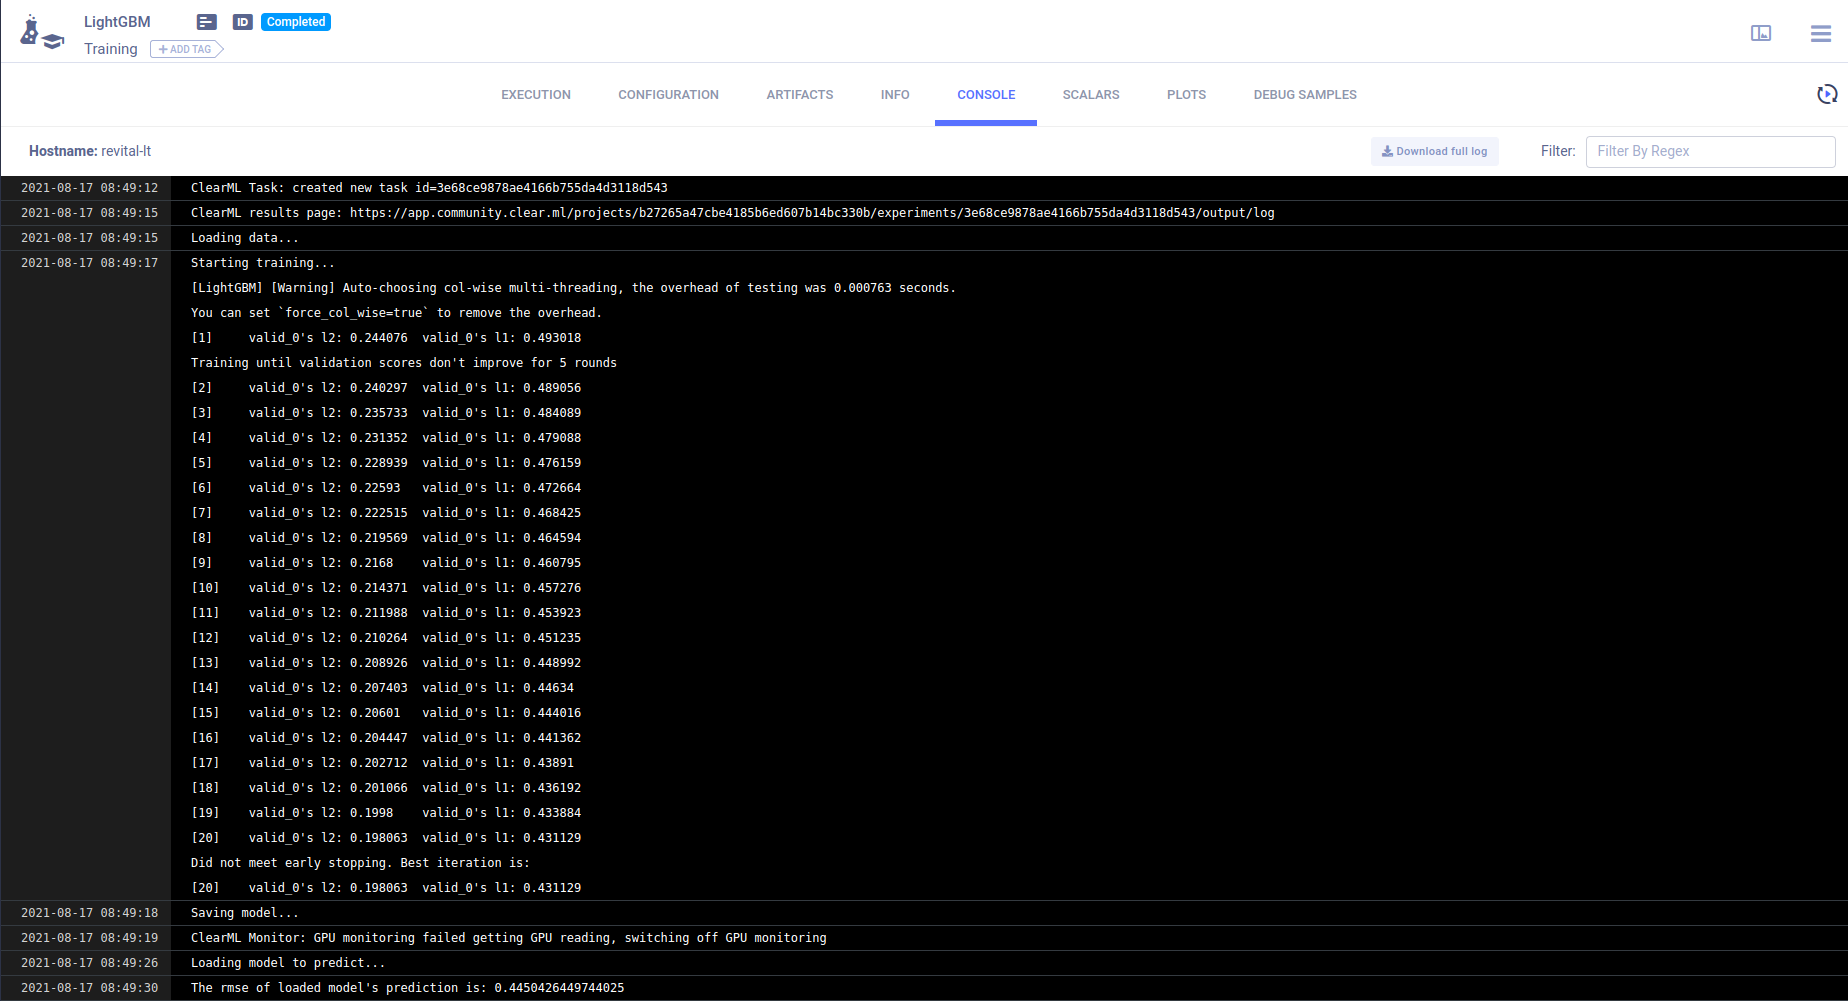 LightGBM ID Completed
Training + ADD TAG
EXECUTION CONFIGURATION ARTIFACTS INFO CONSOLE SCALARS PLOTS DEBUG SAMPLES
Hostname: revital-lt Download full log Filter: Filter By Regex
2021-08-17 08:49:12 ClearML Task: created new task id=3e68ce9878ae4166b755da4d3118d543
2021-08-17 08:49:15 ClearML results page: https://app.community.clear.ml/projects/b27265a47cbe4185b6ed607b14bc330b/experiments/3e68ce9878ae4166b755da4d3118d543/output/log
2021-08-17 08:49:15 Loading data...
2021-08-17 08:49:17 Starting training...
[LightGBM] [Warning] Auto-choosing col-wise multi-threading, the overhead of testing was 0.000763 seconds.
You can set `force_col_wise=true` to remove the overhead.
[1] valid_0's l2: 0.244076 valid_0's l1: 0.493018
Training until validation scores don't improve for 5 rounds
[2] valid_0's l2: 0.240297 valid_0's l1: 0.489056
[3] valid_0's l2: 0.235733 valid_0's l1: 0.484089
[4] valid_0's l2: 0.231352 valid_0's l1: 0.479088
[5] valid_0's l2: 0.228939 valid_0's l1: 0.476159
[6] valid_0's l2: 0.22593 valid_0's l1: 0.472664
[7] valid_0's l2: 0.222515 valid_0's l1: 0.468425
[8] valid_0's l2: 0.219569 valid_0's l1: 0.464594
[9] valid_0's l2: 0.2168 valid_0's l1: 0.460795
[10] valid_0's l2: 0.214371 valid_0's l1: 0.457276
[11] valid_0's l2: 0.211988 valid_0's l1: 0.453923
[12] valid_0's l2: 0.210264 valid_0's l1: 0.451235
[13] valid_0's l2: 0.208926 valid_0's l1: 0.448992
[14] valid_0's l2: 0.207403 valid_0's l1: 0.44634
[15] valid_0's l2: 0.20601 valid_0's l1: 0.444016
[16] valid_0's l2: 0.204447 valid_0's l1: 0.441362
[17] valid_0's l2: 0.202712 valid_0's l1: 0.43891
[18] valid_0's l2: 0.201066 valid_0's l1: 0.436192
[19] valid_0's l2: 0.1998 valid_0's l1: 0.433884
[20] valid_0's l2: 0.198063 valid_0's l1: 0.431129
Did not meet early stopping. Best iteration is:
[20] valid_0's l2: 0.198063 valid_0's l1: 0.431129
2021-08-17 08:49:18 Saving model...
2021-08-17 08:49:19 ClearML Monitor: GPU monitoring failed getting GPU reading, switching off GPU monitoring
2021-08-17 08:49:26 Loading model to predict...
2021-08-17 08:49:30 The rmse of loaded model's prediction is: 0.4450426449744025